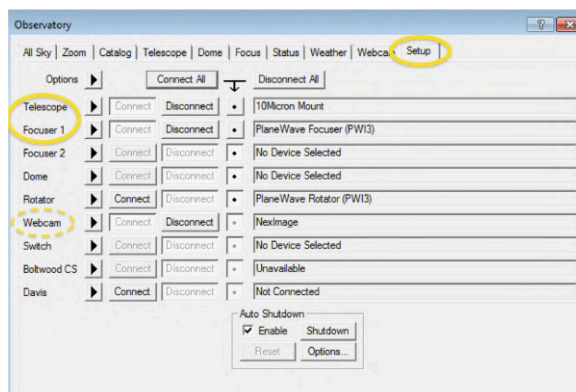 Observatory
All Sky Zoom Catalog Telescope Dome Focus Status Weather Webcam Setup
Options Connect All Disconnect All
Telescope Connect Disconnect 10Micron Mount
Focuser 1 Connect Disconnect PlaneWave Focuser (PWI3)
Focuser 2 Connect Disconnect No Device Selected
Dome Connect Disconnect No Device Selected
Rotator Connect Disconnect PlaneWave Rotator (PWI3)
Webcam Connect Disconnect NexImage
Switch Connect Disconnect No Device Selected
Boltwood CS Connect Disconnect Unavailable
Davis Connect Disconnect Not Connected
Auto Shutdown
Enable Shutdown
Reset Options...